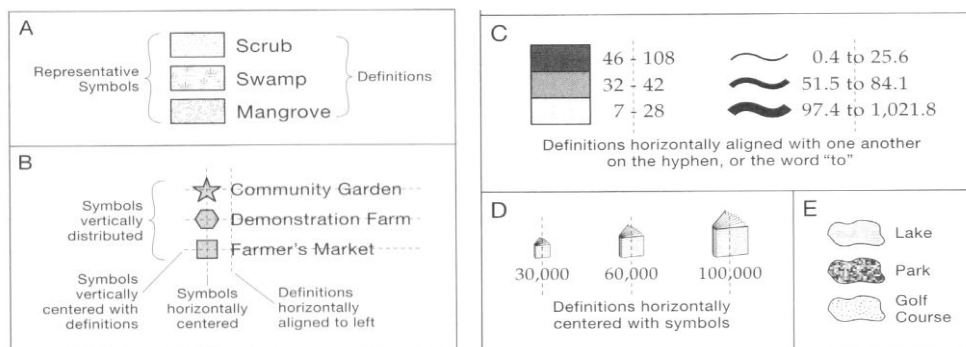 A
Representative
Symbols
Scrub
Swamp
Mangrove
Definitions
B
Symbols
vertically
distributed
Community Garden
Demonstration Farm
Farmer's Market
Symbols
vertically
centered with
definitions
Symbols
horizontally
centered
Definitions
horizontally
aligned to left
C
46 - 108
32 - 42
7 - 28
0.4 to 25.6
51.5 to 84.1
97.4 to 1,021.8
Definitions horizontally aligned with one another
on the hyphen, or the word "to"
D
30,000
60,000
100,000
Definitions horizontally
centered with symbols
E
Lake
Park
Golf
Course